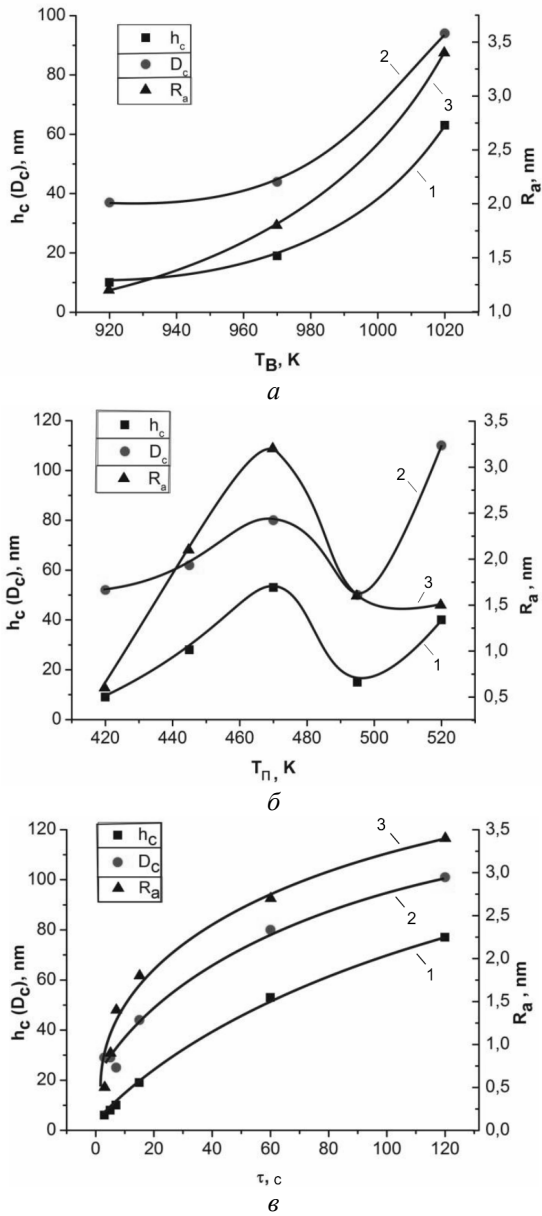 100
80
60
40
20
0
h_c (D_c), nm
h_c
D_c
R_a
2
3
1
3,5
3,0
2,5
2,0
1,5
1,0
R_a, nm
920 940 960 980 1000 1020
T_В, K
а
120
100
80
60
40
20
0
h_c (D_c), nm
h_c
D_c
R_a
2
3
1
3,5
3,0
2,5
2,0
1,5
1,0
0,5
R_a, nm
420 440 460 480 500 520
T_П, K
б
120
100
80
60
40
20
0
h_c (D_c), nm
h_c
D_c
R_a
3
2
1
3,5
3,0
2,5
2,0
1,5
1,0
0,5
0,0
R_a, nm
0 20 40 60 80 100 120
τ, с
в